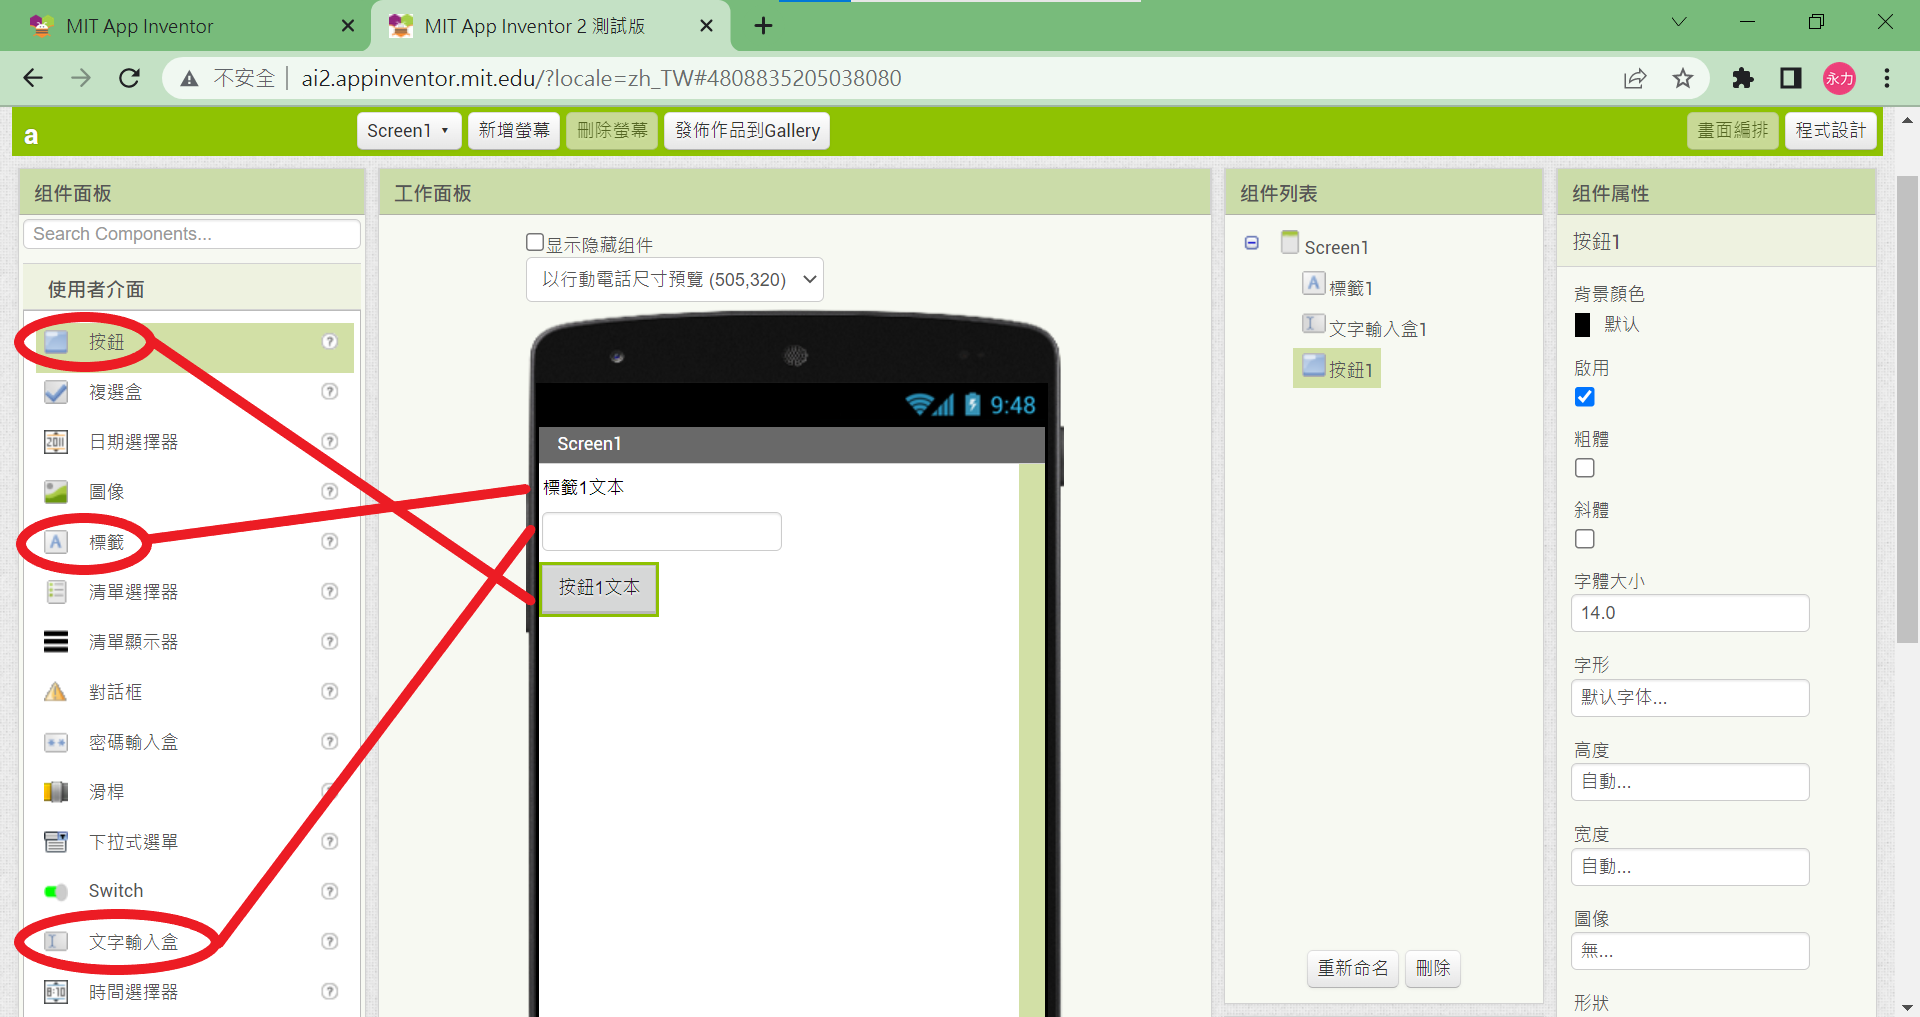 MIT App Inventor
MIT App Inventor 2 測試版
不安全
ai2.appinventor.mit.edu/?locale=zh_TW#4808835205038080
永力
a
Screen1
新增螢幕
刪除螢幕
發佈作品到Gallery
畫面編排
程式設計
组件面板
Search Components...
使用者介面
按鈕
複選盒
日期選擇器
圖像
標籤
清單選擇器
清單顯示器
對話框
密碼輸入盒
滑桿
下拉式選單
Switch
文字輸入盒
時間選擇器
工作面板
显示隐藏组件
以行動電話尺寸預覽 (505,320)
9:48
Screen1
標籤1文本
按鈕1文本
组件列表
Screen1
標籤1
文字輸入盒1
按鈕1
重新命名
刪除
组件属性
按鈕1
背景顏色
默认
啟用
粗體
斜體
字體大小
14.0
字形
默认字体...
高度
自動...
宽度
自動...
圖像
無...
形狀